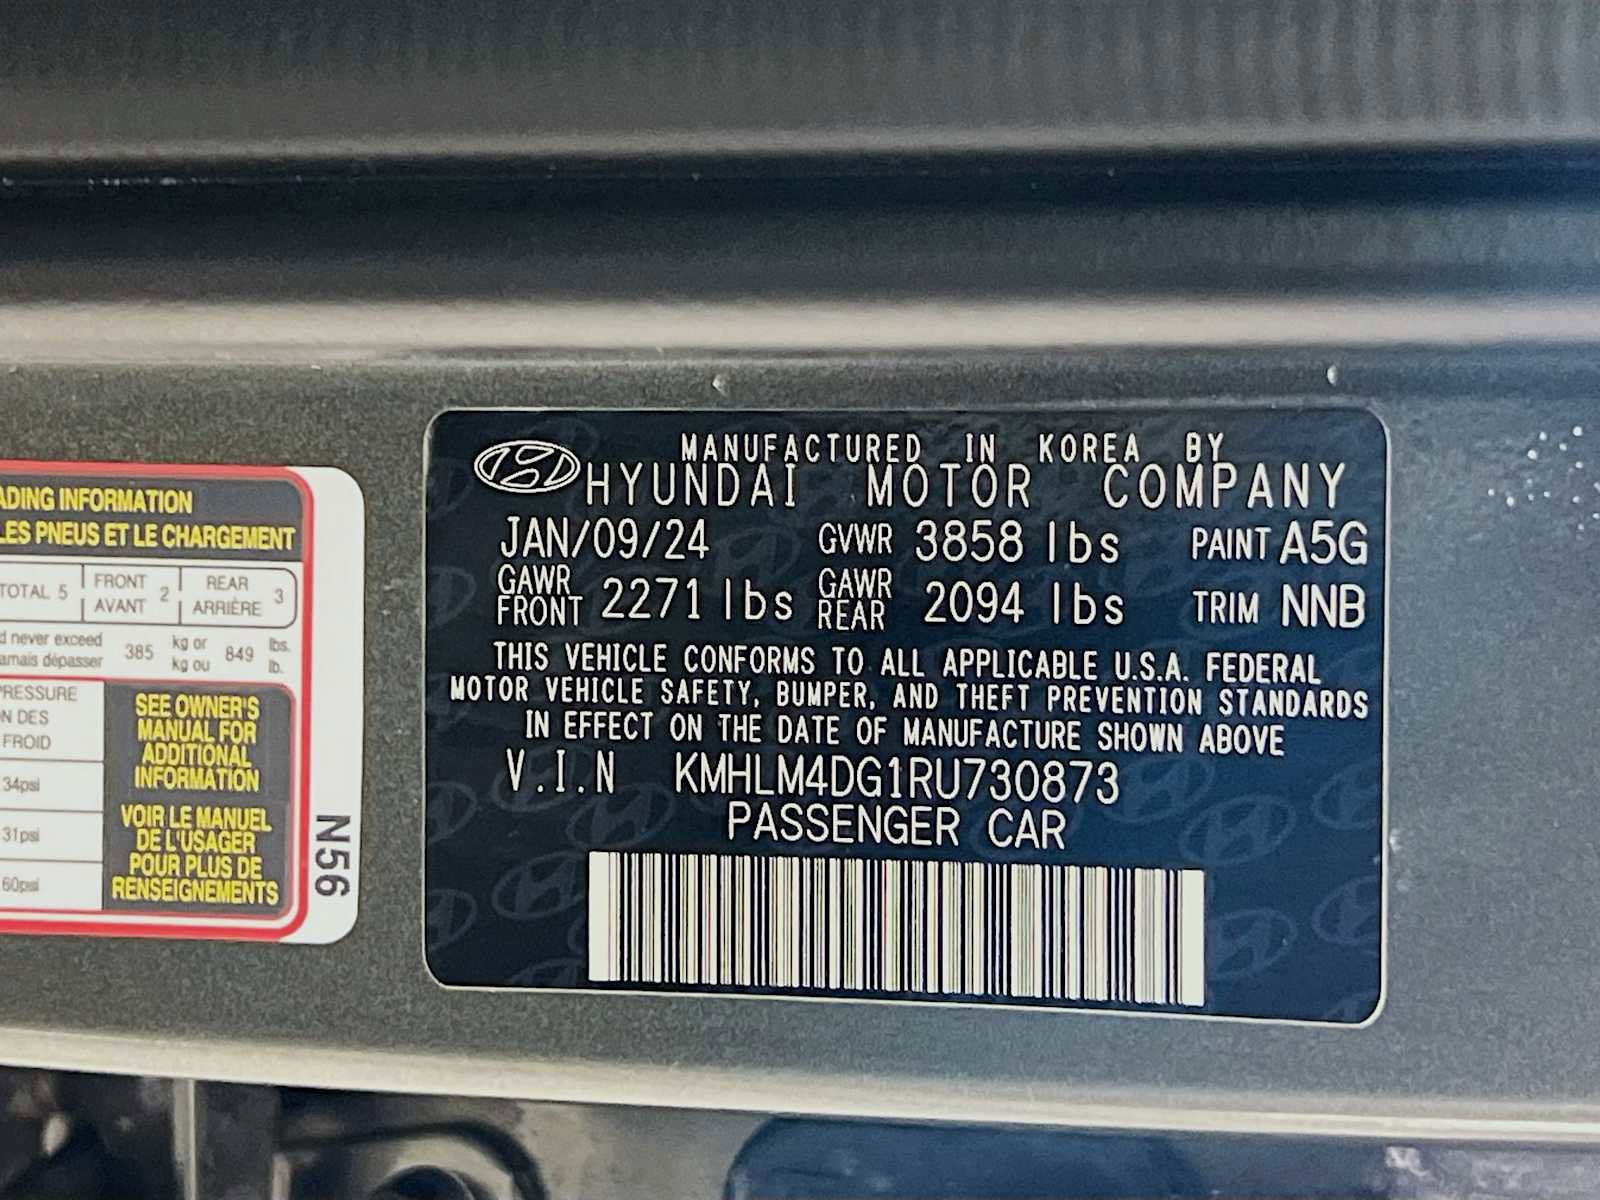 ADING INFORMATION
LES PNEUS ET LE CHARGEMENT
TOTAL 5 FRONT AVANT 2 REAR ARRIÈRE 3
d never exceed
amais dépasser
385 kg or kg ou 849 lbs. lb.
PRESSURE
N DES
FROID
34psi
31psi
60psi
SEE OWNER'S
MANUAL FOR
ADDITIONAL
INFORMATION
VOIR LE MANUEL
DE L'USAGER
POUR PLUS DE
RENSEIGNEMENTS
N56
MANUFACTURED IN KOREA BY
HYUNDAI MOTOR COMPANY
JAN/09/24 GVWR 3858 lbs PAINT A5G
GAWR FRONT 2271 lbs GAWR REAR 2094 lbs TRIM NNB
THIS VEHICLE CONFORMS TO ALL APPLICABLE U.S.A. FEDERAL
MOTOR VEHICLE SAFETY, BUMPER, AND THEFT PREVENTION STANDARDS
IN EFFECT ON THE DATE OF MANUFACTURE SHOWN ABOVE
V.I.N KMHLM4DG1RU730873
PASSENGER CAR